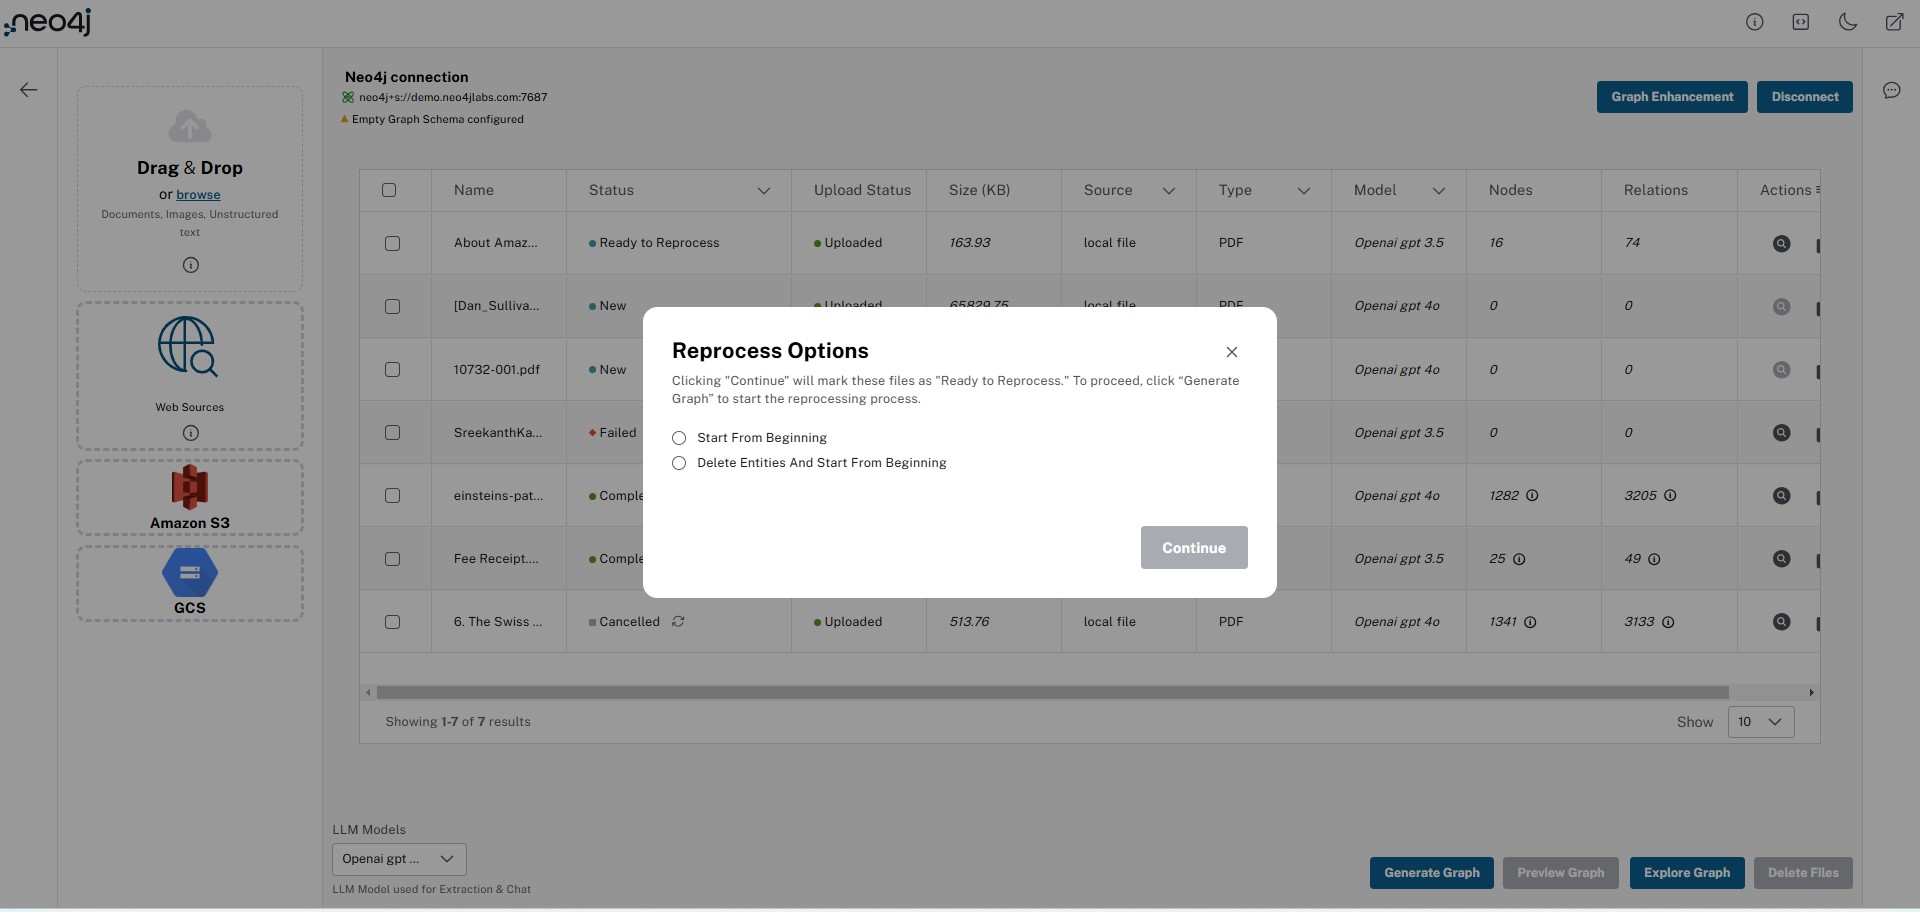 neo4j
Neo4j connection
neo4j+s://demo.neo4jlabs.com:7687
Empty Graph Schema configured
Graph Enhancement
Disconnect
Drag & Drop
or browse
Documents, Images, Unstructured
text
Web Sources
Amazon S3
GCS
Name Status Upload Status Size (KB) Source Type Model Nodes Relations Actions
About Amaz... Ready to Reprocess Uploaded 163.93 local file PDF Openai gpt 3.5 16 74
[Dan_Sulliva... New Uploaded 65829.75 local file PDF Openai gpt 4o 0 0
10732-001.pdf New Openai gpt 4o 0 0
SreekanthKa... Failed Openai gpt 3.5 0 0
einsteins-pat... Comple Openai gpt 4o 1282 3205
Fee Receipt.... Comple Openai gpt 3.5 25 49
6. The Swiss ... Cancelled Uploaded 513.76 local file PDF Openai gpt 4o 1341 3133
Showing 1-7 of 7 results
Show 10
Reprocess Options
Clicking "Continue" will mark these files as "Ready to Reprocess." To proceed, click “Generate
Graph” to start the reprocessing process.
Start From Beginning
Delete Entities And Start From Beginning
Continue
LLM Models
Openai gpt ...
LLM Model used for Extraction & Chat
Generate Graph
Preview Graph
Explore Graph
Delete Files